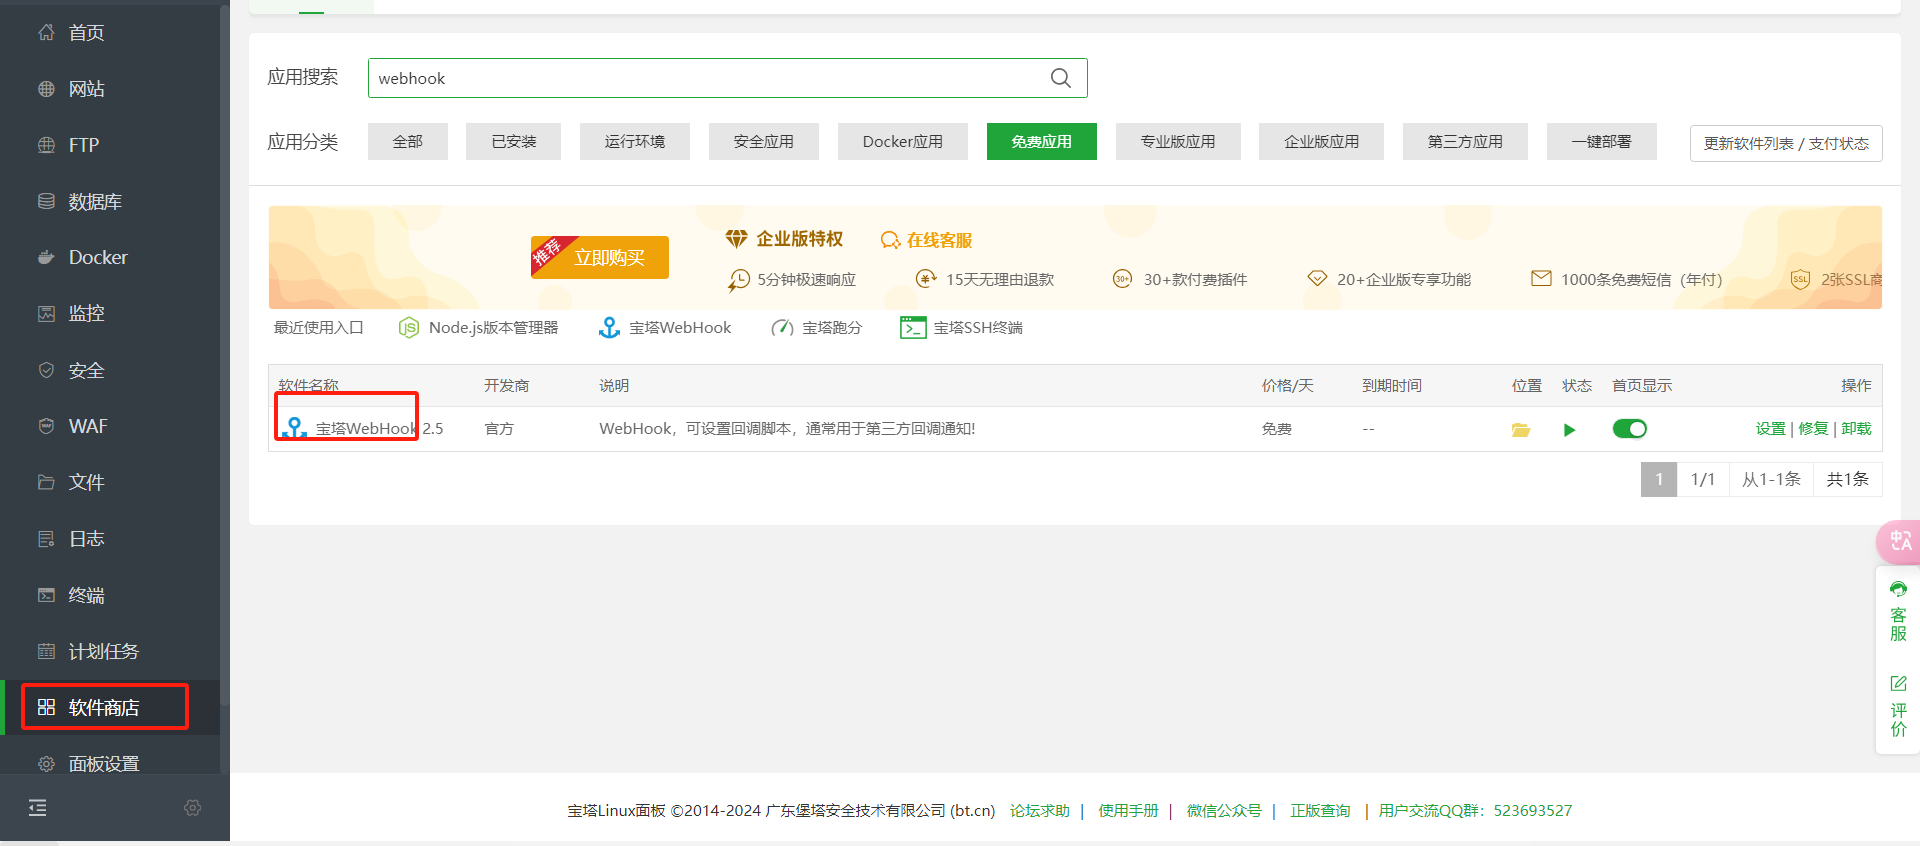 首页
网站
FTP
数据库
Docker
监控
安全
WAF
文件
日志
终端
计划任务
软件商店
面板设置
应用搜索
webhook
应用分类
全部
已安装
运行环境
安全应用
Docker应用
免费应用
专业版应用
企业版应用
第三方应用
一键部署
更新软件列表 / 支付状态
推荐
立即购买
企业版特权
在线客服
5分钟极速响应
15天无理由退款
30+
30+款付费插件
20+企业版专享功能
1000条免费短信（年付）
SSL
2张SSL商
最近使用入口
JS
Node.js版本管理器
宝塔WebHook
宝塔跑分
宝塔SSH终端
软件名称 开发商 说明 价格/天 到期时间 位置 状态 首页显示 操作
宝塔WebHook 2.5 官方 WebHook，可设置回调脚本，通常用于第三方回调通知! 免费 -- 设置 | 修复 | 卸载
1 1/1 从1-1条 共1条
中A
客服
评价
宝塔Linux面板 ©2014-2024 广东堡塔安全技术有限公司 (bt.cn) 论坛求助 | 使用手册 | 微信公众号 | 正版查询 | 用户交流QQ群：523693527